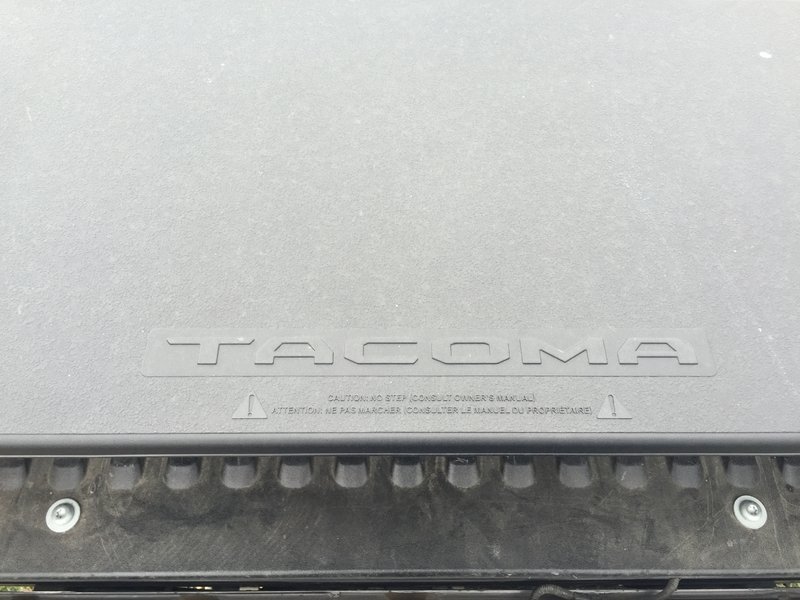 TACOMA
CAUTION: NO STEP (CONSULT OWNER'S MANUAL)
ATTENTION: NE PAS MARCHER (CONSULTER LE MANUEL DU PROPRIÉTAIRE)